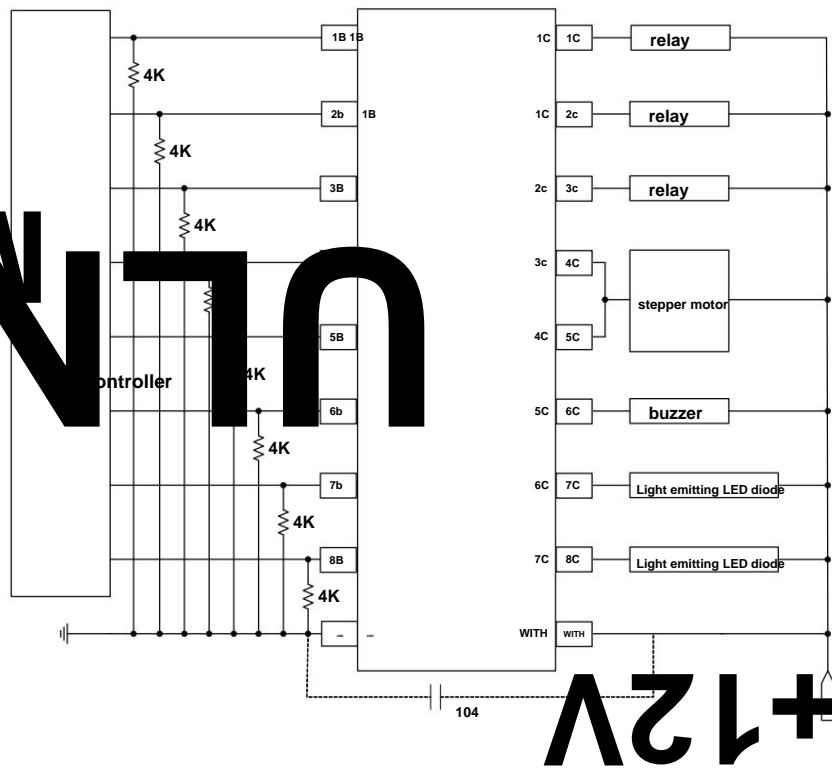 1B 1B
1C 1C
relay
4K
2b 1B
1C 2c
relay
4K
3B
2c 3c
relay
4K
3c 4C
stepper motor
5B
4C 5C
4K
ontroller
ULN
6b
5C 6C
buzzer
4K
7b
6C 7C
Light emitting LED diode
4K
8B
7C 8C
Light emitting LED diode
4K
WITH WITH
104
+12V